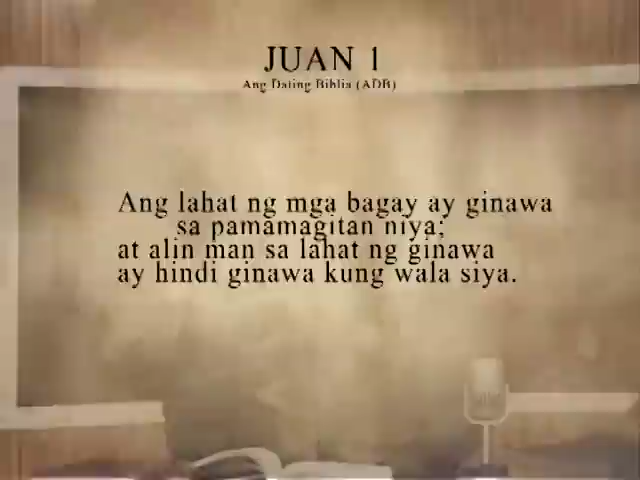 JUAN 1
Ang Dating Biblia (ADB)
Ang lahat ng mga bagay ay ginawa
sa pamamagitan niya;
at alin man sa lahat ng ginawa
ay hindi ginawa kung wala siya.